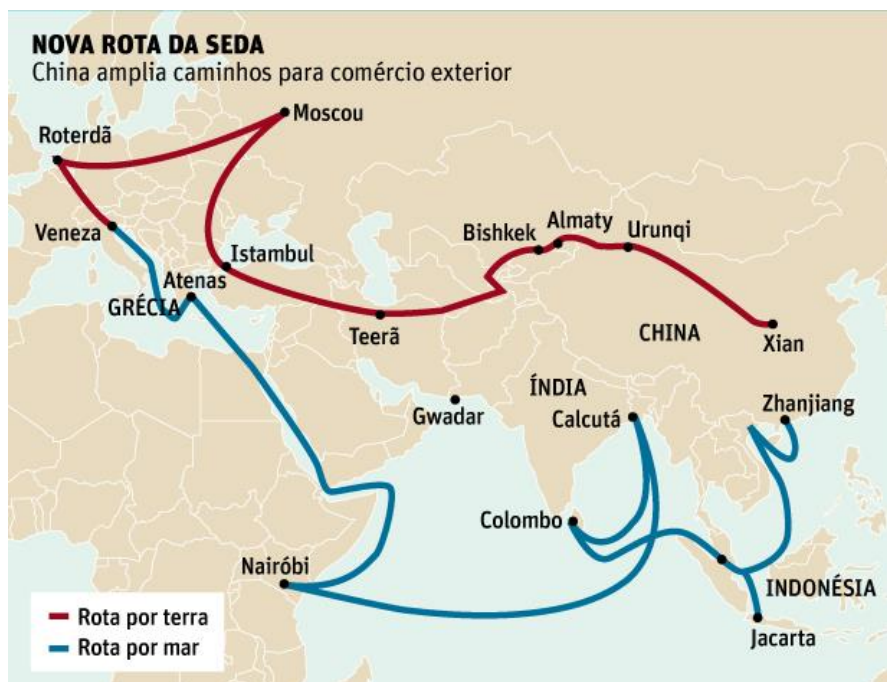 NOVA ROTA DA SEDA
China amplia caminhos para comércio exterior
Moscou
Roterdã
Veneza
Istambul
Atenas
GRÉCIA
Teerã
Bishkek
Almaty
Urunqi
CHINA
Xian
Gwadar
ÍNDIA
Calcutá
Zhanjiang
Colombo
Nairóbi
INDONÉSIA
Jacarta
Rota por terra
Rota por mar